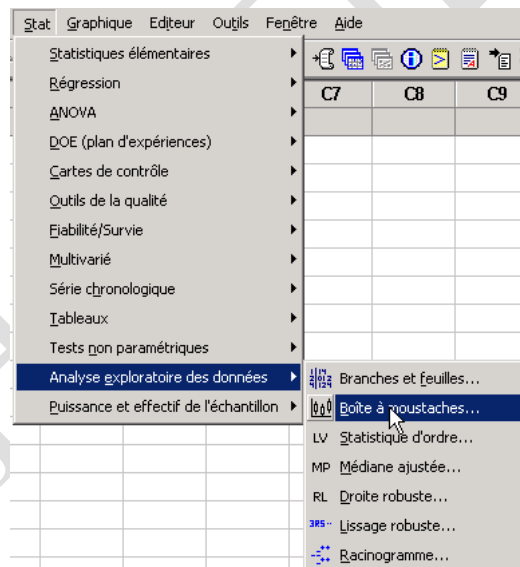 Stat Graphique Editeur Outils Fenêtre Aide
Statistiques élémentaires
Régression
C7 C8 C9
ANOVA
DOE (plan d'expériences)
Cartes de contrôle
Outils de la qualité
Fiabilité/Survie
Multivarié
Série chronologique
Tableaux
Tests non paramétriques
Analyse exploratoire des données
Puissance et effectif de l'échantillon
Branches et feuilles...
Boîte à moustaches...
LV Statistique d'ordre...
MP Médiane ajustée...
RL Droite robuste...
3RS Lissage robuste...
Racinogramme...